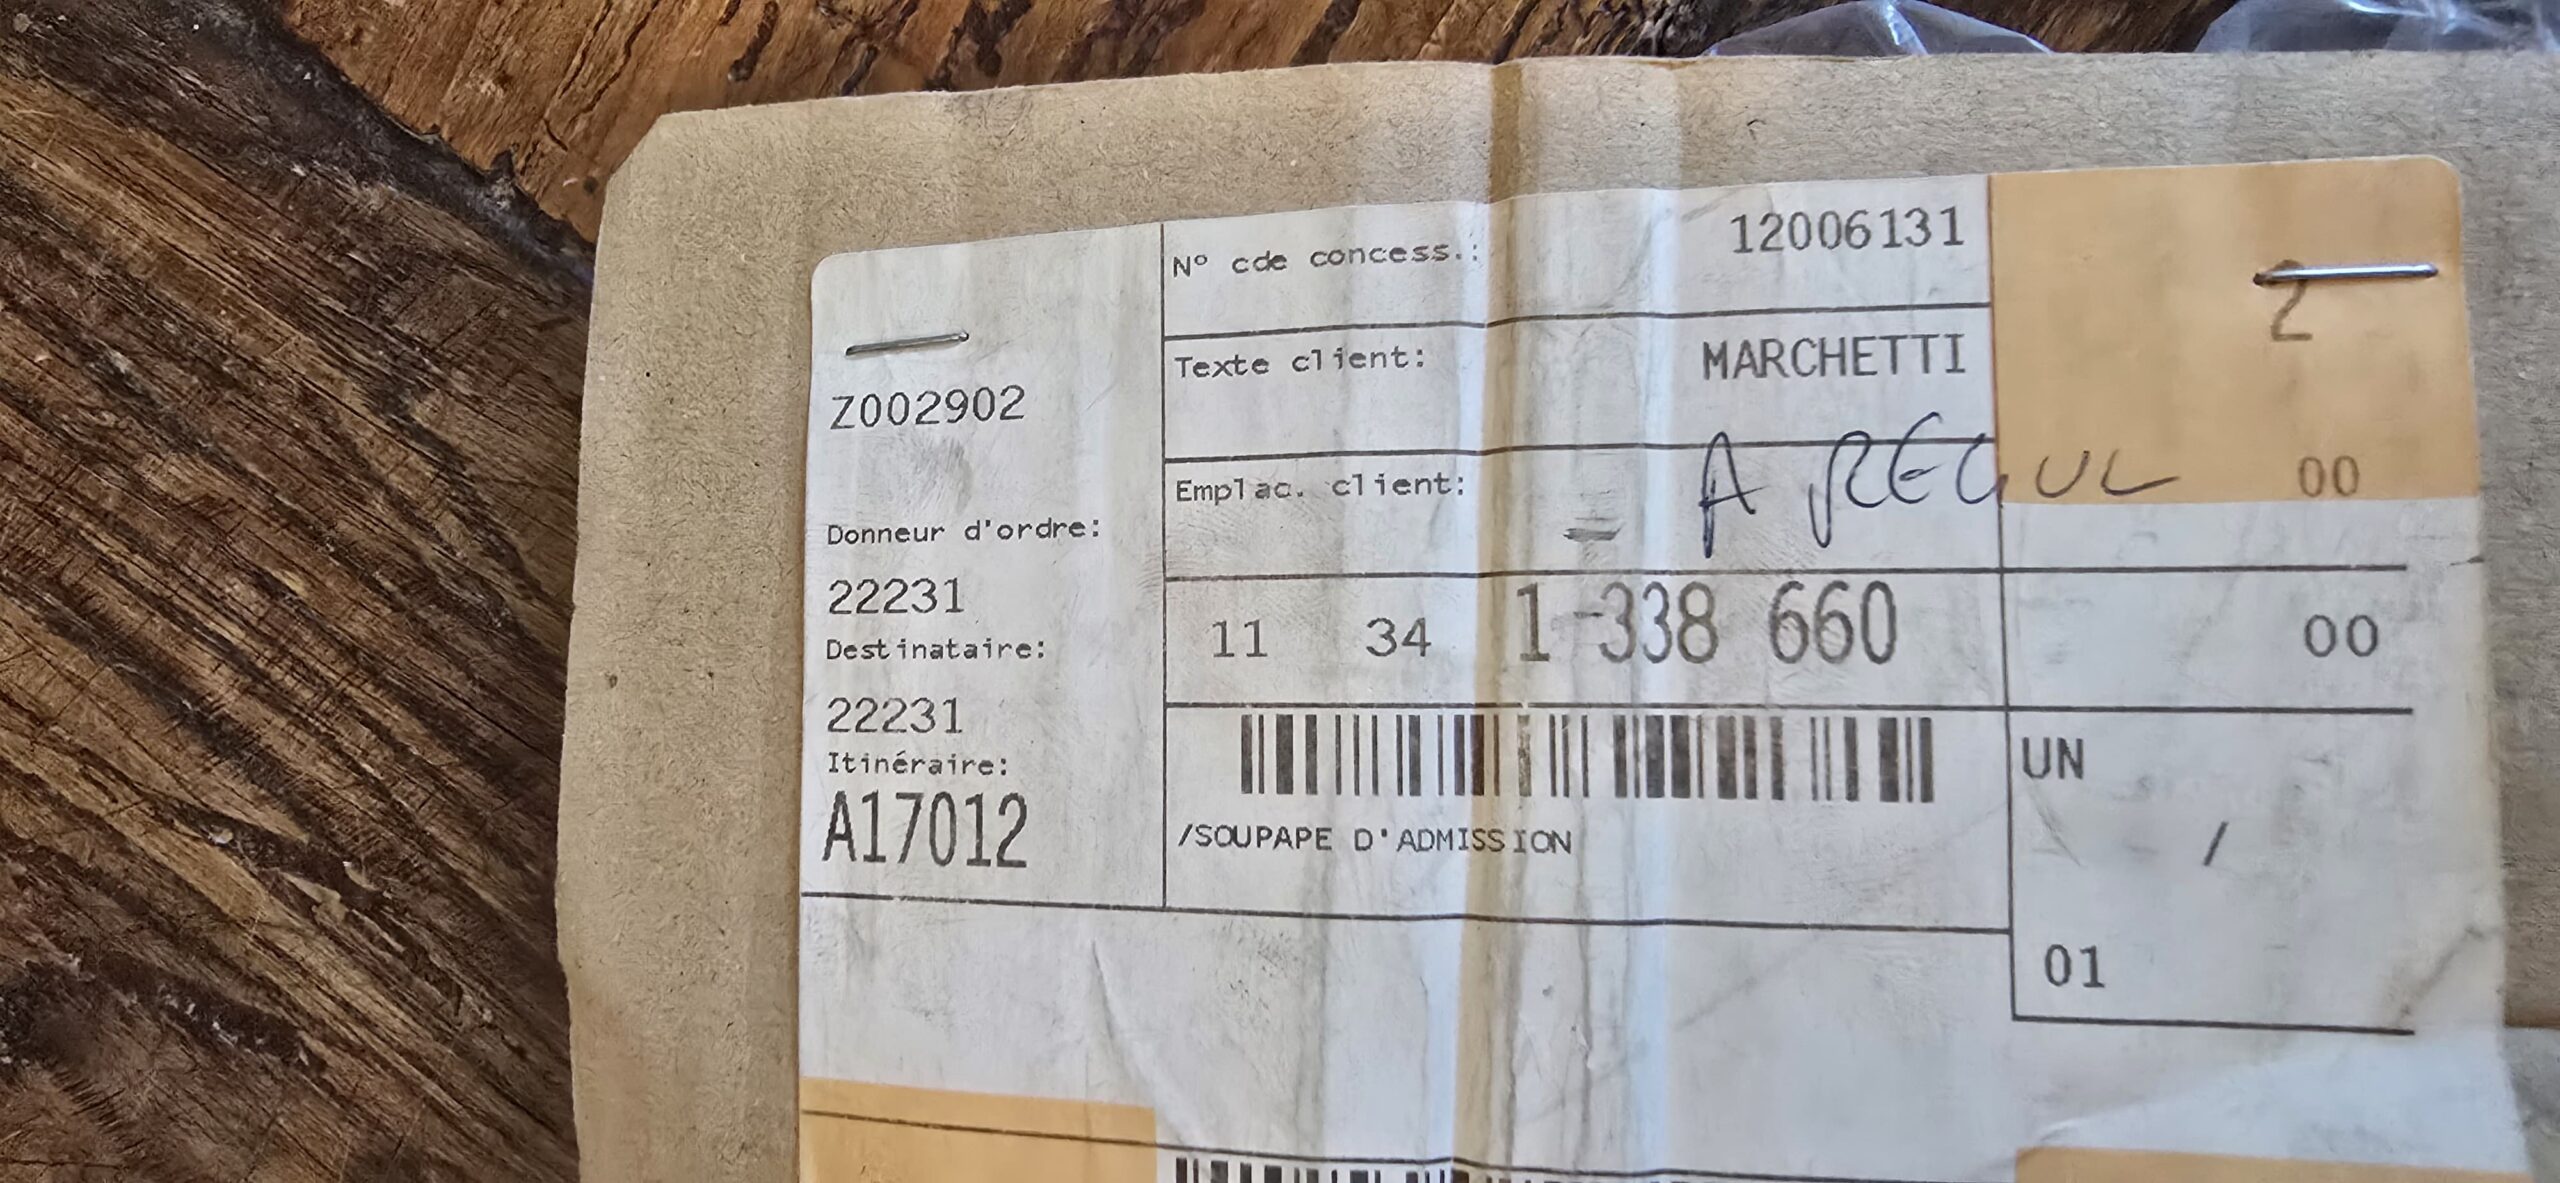 Z002902
Donneur d'ordre:
22231
Destinataire:
22231
Itinéraire:
A17012
N° cde concess.: 12006131
Texte client: MARCHETTI
Emplac. client: A REGUL
11 34 1 338 660
/SOUPAPE D'ADMISSION
2
00
00
UN
/
01